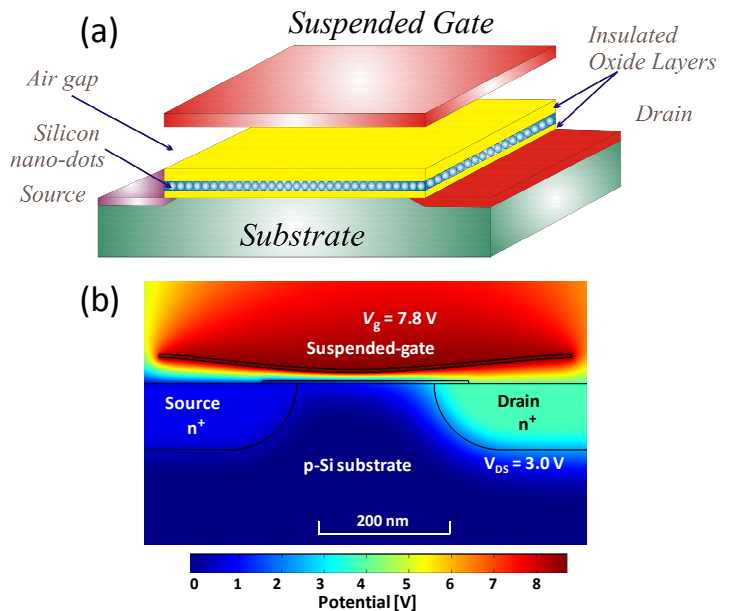 (a)
Suspended Gate
Insulated
Oxide Layers
Air gap
Drain
Silicon
nano-dots
Source
Substrate
(b)
Vg = 7.8 V
Suspended-gate
Source
n+
Drain
n+
p-Si substrate
VDS = 3.0 V
200 nm
0 1 2 3 4 5 6 7 8
Potential [V]